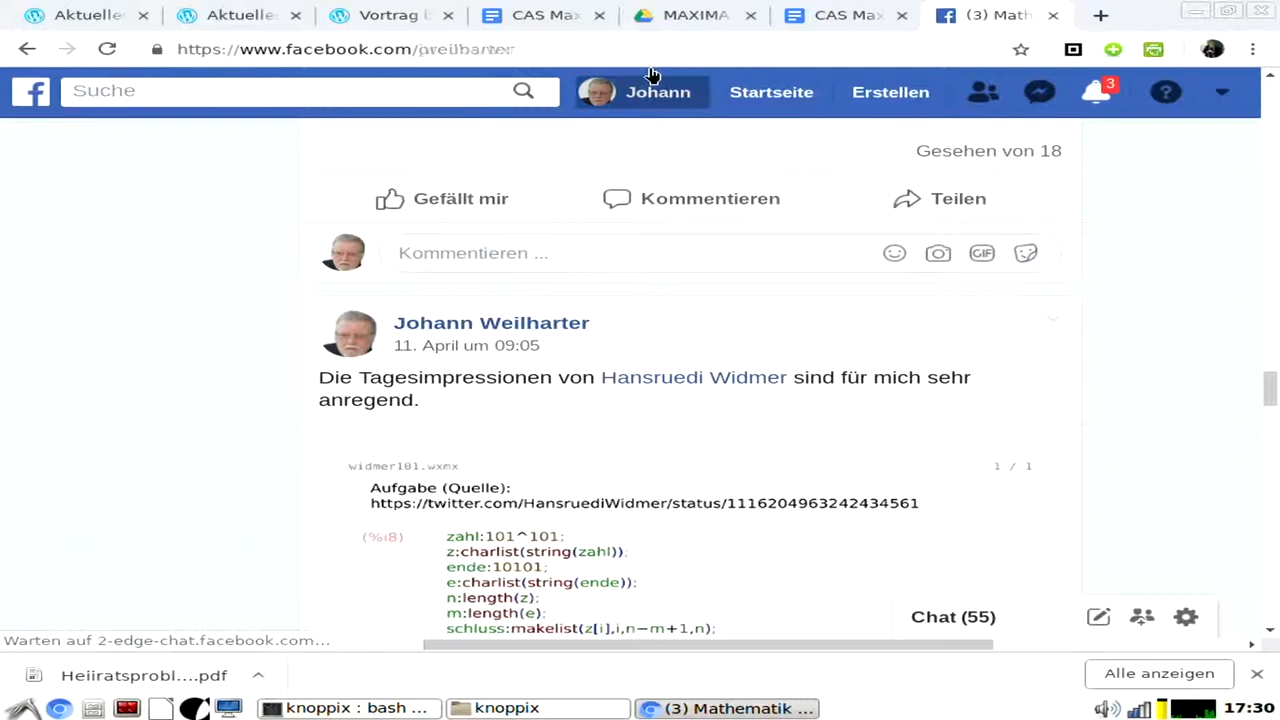 Aktuelle
Aktuelle
Vortrag b
CAS Max
MAXIMA
CAS Max
(3) Math
https://www.facebook.com/
Suche
Johann
Startseite
Erstellen
3
Gesehen von 18
Gefällt mir
Kommentieren
Teilen
Kommentieren ...
GIF
Johann Weilharter
11. April um 09:05
Die Tagesimpressionen von Hansruedi Widmer sind für mich sehr
anregend.
widmer101.wxmx
1 / 1
Aufgabe (Quelle):
https://twitter.com/HansruediWidmer/status/1116204963242434561
(%i8)
zahl:101^101;
z:charlist(string(zahl));
ende:10101;
e:charlist(string(ende));
n:length(z);
m:length(e);
schluss:makelist(z[i],i,n−m+1,n);
Chat (55)
Warten auf 2-edge-chat.facebook.com...
Heiiratsprobl....pdf
Alle anzeigen
knoppix : bash ...
knoppix
(3) Mathematik ...
17:30